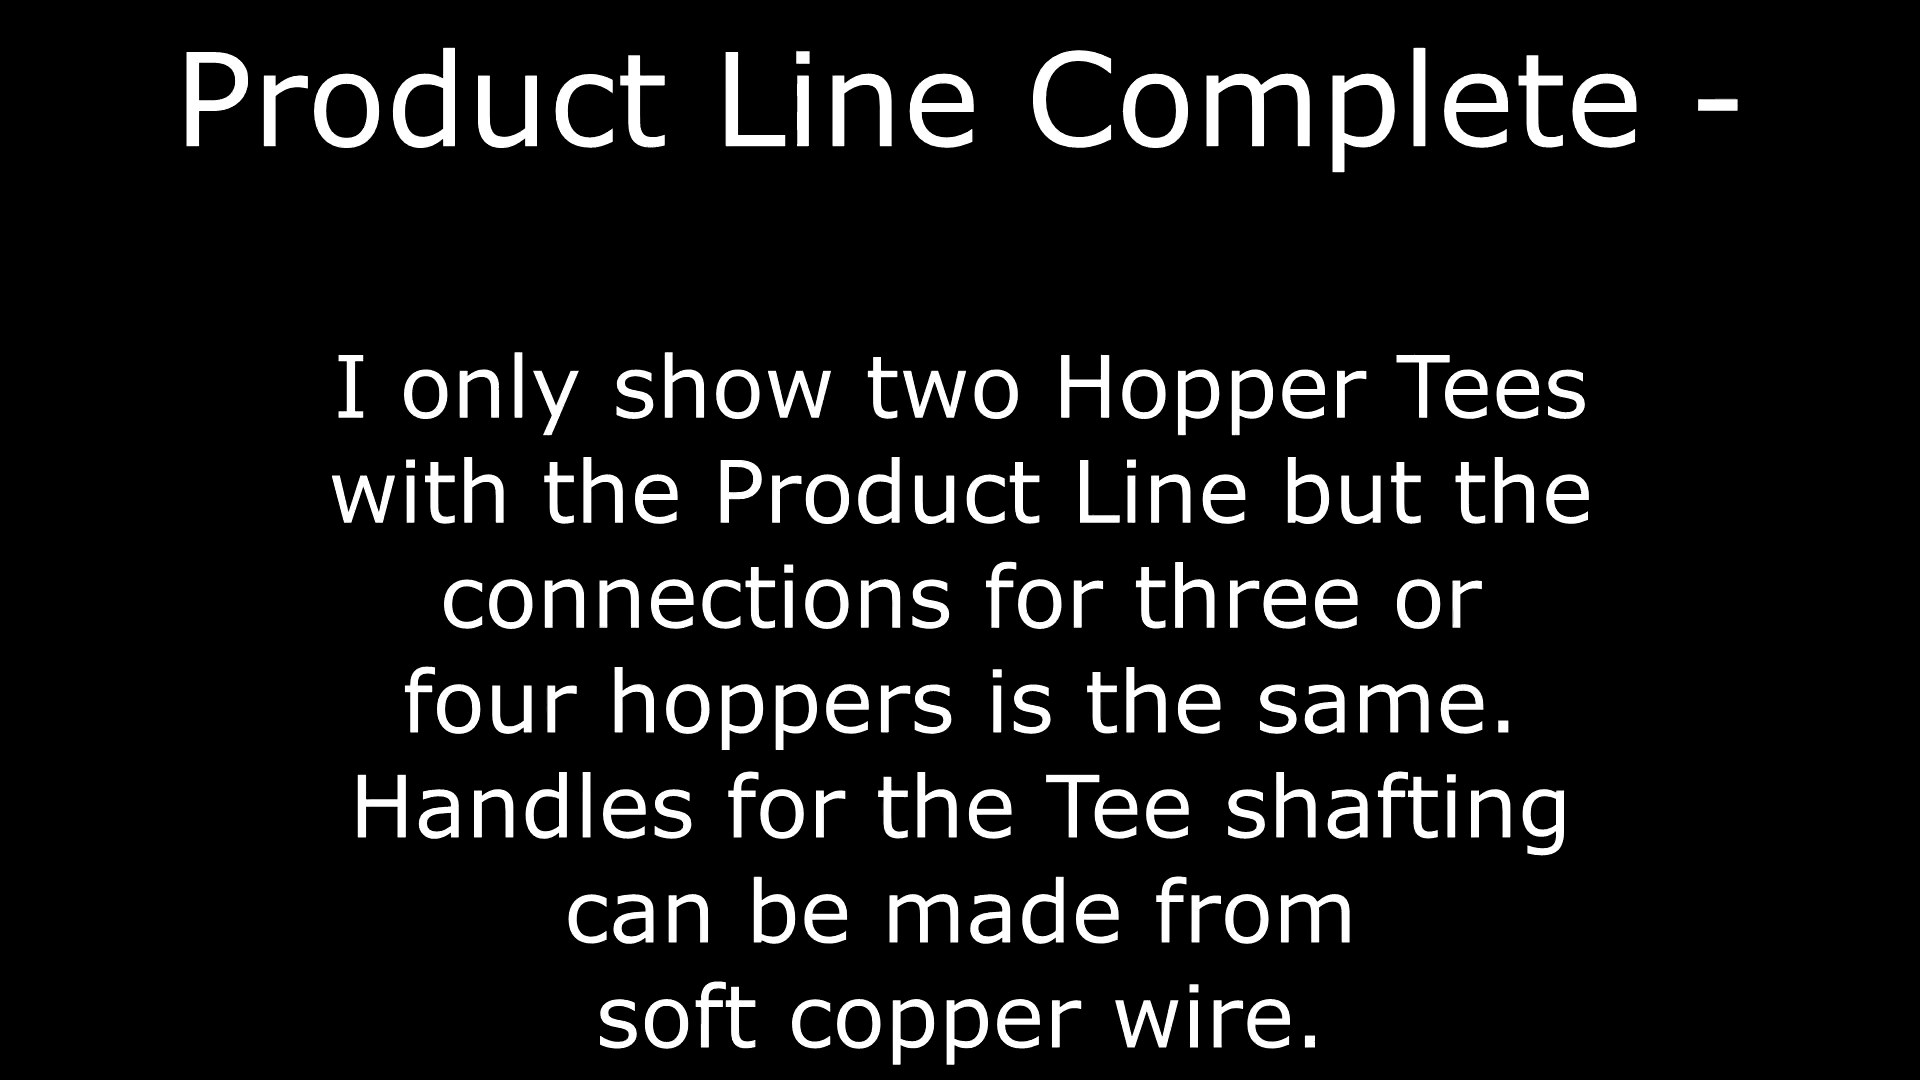 Product Line Complete -
I only show two Hopper Tees
with the Product Line but the
connections for three or
four hoppers is the same.
Handles for the Tee shafting
can be made from
soft copper wire.